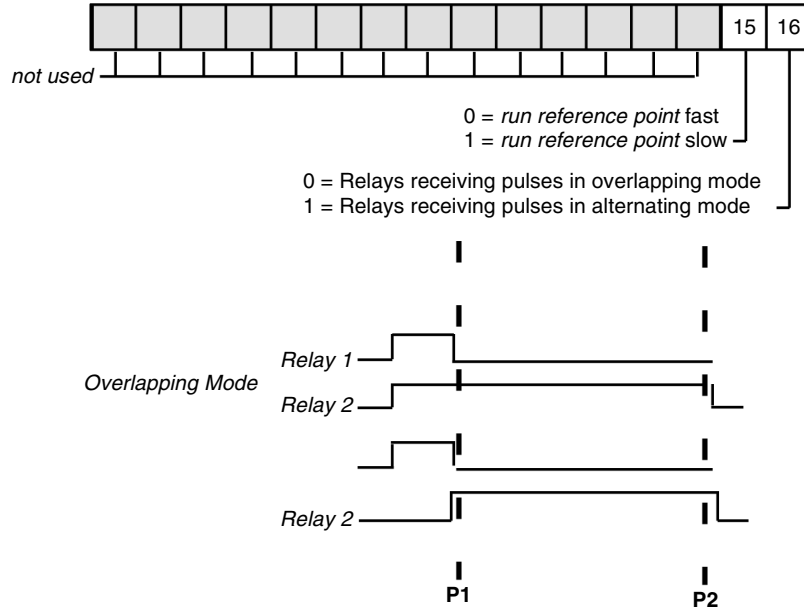 15 16
not used
0 = run reference point fast
1 = run reference point slow
0 = Relays receiving pulses in overlapping mode
1 = Relays receiving pulses in alternating mode
Relay 1
Overlapping Mode
Relay 2
Relay 2
P1 P2